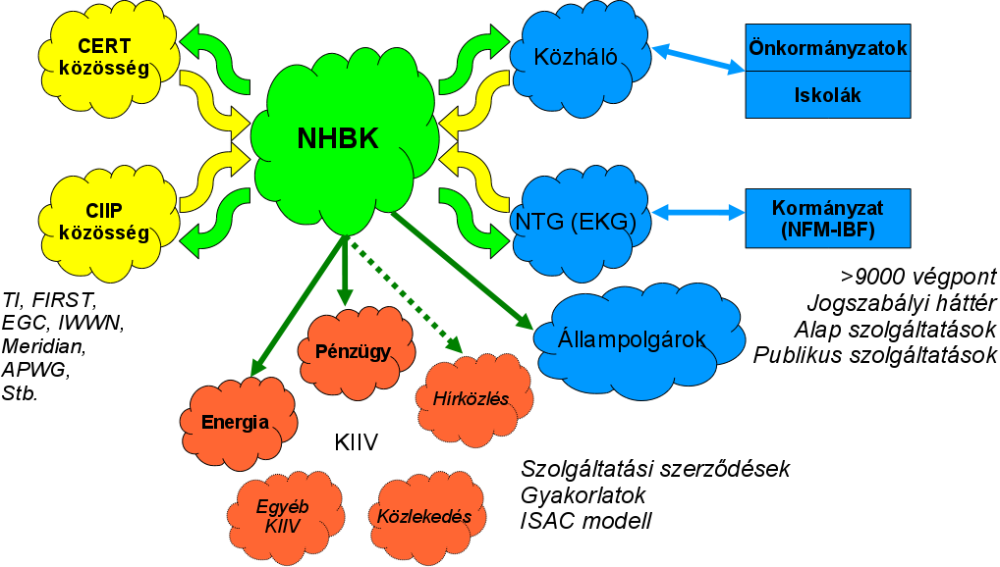 CERT
közösség
NHBK
Közháló
Önkormányzatok
Iskolák
CIIP
közösség
NTG (EKG)
Kormányzat
(NFM-IBF)
TI, FIRST,
EGC, IWWN,
Meridian,
APWG,
Stb.
>9000 végpont
Jogszabályi háttér
Alap szolgáltatások
Publikus szolgáltatások
Állampolgárok
Pénzügy
Hírközlés
Energia
KIIV
Egyéb
KIIV
Közlekedés
Szolgáltatási szerződések
Gyakorlatok
ISAC modell